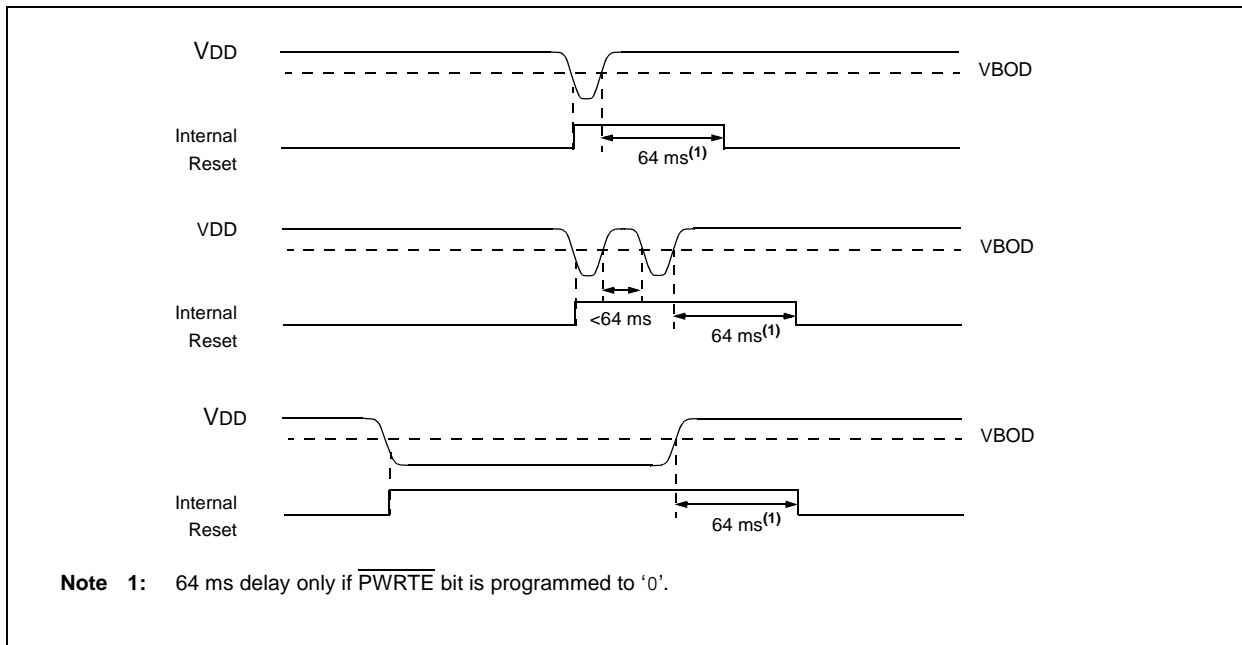 VDD
VBOD
Internal
Reset
64 ms(1)
VDD
VBOD
Internal
Reset
<64 ms
64 ms(1)
VDD
VBOD
Internal
Reset
64 ms(1)
Note 1: 64 ms delay only if PWRTE bit is programmed to ‘0’.